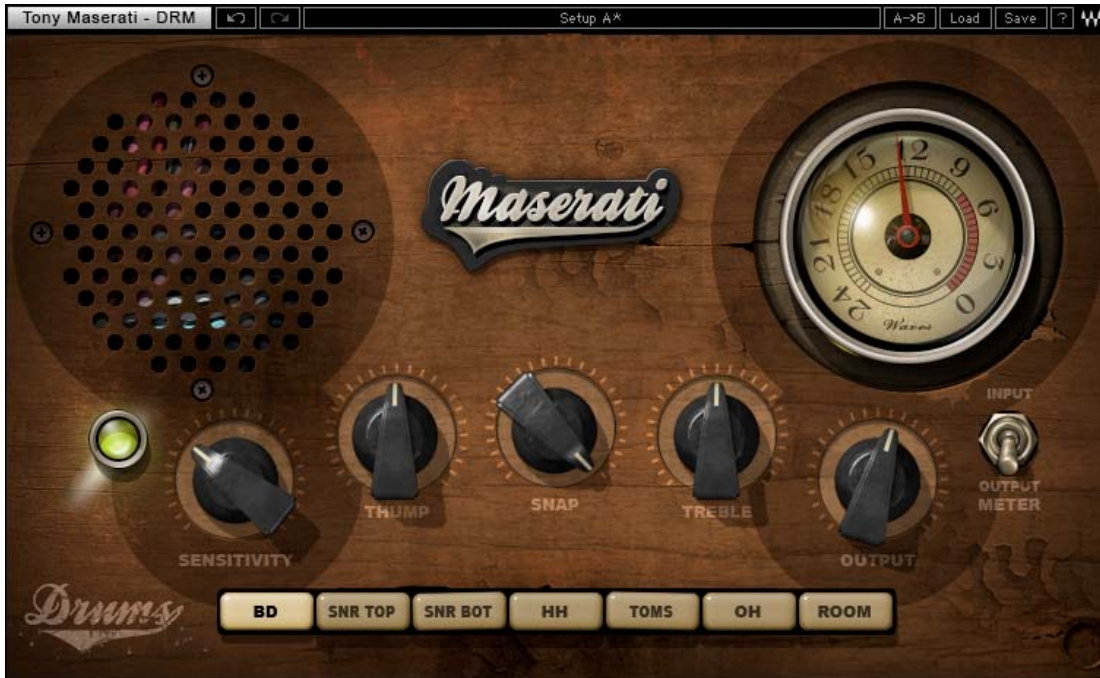 Tony Maserati - DRM
Setup A*
A->B Load Save ?
Maserati
15 12 9 6 3 0
18 21 24
Waves
INPUT
OUTPUT
METER
THUMP
SNAP
TREBLE
SENSITIVITY
OUTPUT
Drums
BD SNR TOP SNR BOT HH TOMS OH ROOM